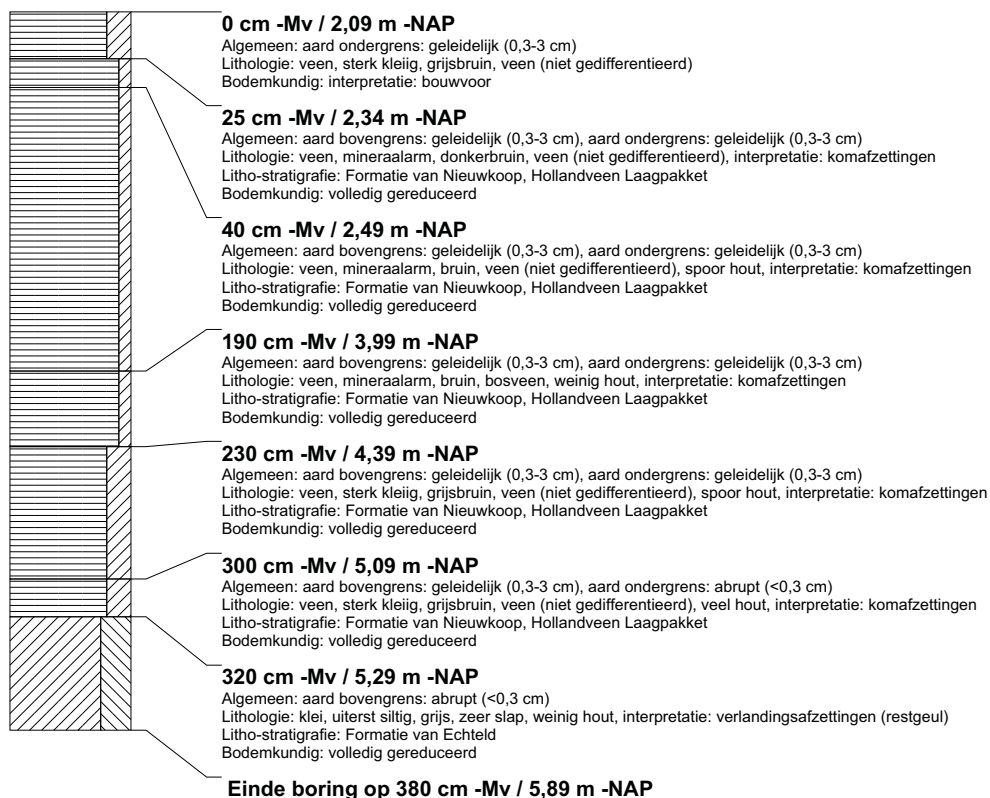 0 cm -Mv / 2,09 m -NAP
Algemeen: aard ondergrens: geleidelijk (0,3-3 cm)
Lithologie: veen, sterk kleiig, grijsbruin, veen (niet gedifferentieerd)
Bodemkundig: interpretatie: bouwvoor
25 cm -Mv / 2,34 m -NAP
Algemeen: aard bovengrens: geleidelijk (0,3-3 cm), aard ondergrens: geleidelijk (0,3-3 cm)
Lithologie: veen, mineraalarm, donkerbruin, veen (niet gedifferentieerd), interpretatie: komafzettingen
Litho-stratigrafie: Formatie van Nieuwkoop, Hollandveen Laagpakket
Bodemkundig: volledig gereduceerd
40 cm -Mv / 2,49 m -NAP
Algemeen: aard bovengrens: geleidelijk (0,3-3 cm), aard ondergrens: geleidelijk (0,3-3 cm)
Lithologie: veen, mineraalarm, bruin, veen (niet gedifferentieerd), spoor hout, interpretatie: komafzettingen
Litho-stratigrafie: Formatie van Nieuwkoop, Hollandveen Laagpakket
Bodemkundig: volledig gereduceerd
190 cm -Mv / 3,99 m -NAP
Algemeen: aard bovengrens: geleidelijk (0,3-3 cm), aard ondergrens: geleidelijk (0,3-3 cm)
Lithologie: veen, mineraalarm, bruin, bosveen, weinig hout, interpretatie: komafzettingen
Litho-stratigrafie: Formatie van Nieuwkoop, Hollandveen Laagpakket
Bodemkundig: volledig gereduceerd
230 cm -Mv / 4,39 m -NAP
Algemeen: aard bovengrens: geleidelijk (0,3-3 cm), aard ondergrens: geleidelijk (0,3-3 cm)
Lithologie: veen, sterk kleiig, grijsbruin, veen (niet gedifferentieerd), spoor hout, interpretatie: komafzettingen
Litho-stratigrafie: Formatie van Nieuwkoop, Hollandveen Laagpakket
Bodemkundig: volledig gereduceerd
300 cm -Mv / 5,09 m -NAP
Algemeen: aard bovengrens: geleidelijk (0,3-3 cm), aard ondergrens: abrupt (<0,3 cm)
Lithologie: veen, sterk kleiig, grijsbruin, veen (niet gedifferentieerd), veel hout, interpretatie: komafzettingen
Litho-stratigrafie: Formatie van Nieuwkoop, Hollandveen Laagpakket
Bodemkundig: volledig gereduceerd
320 cm -Mv / 5,29 m -NAP
Algemeen: aard bovengrens: abrupt (<0,3 cm)
Lithologie: klei, uiterst siltig, grijs, zeer slap, weinig hout, interpretatie: verlandingsafzettingen (restgeul)
Litho-stratigrafie: Formatie van Echteld
Bodemkundig: volledig gereduceerd
Einde boring op 380 cm -Mv / 5,89 m -NAP